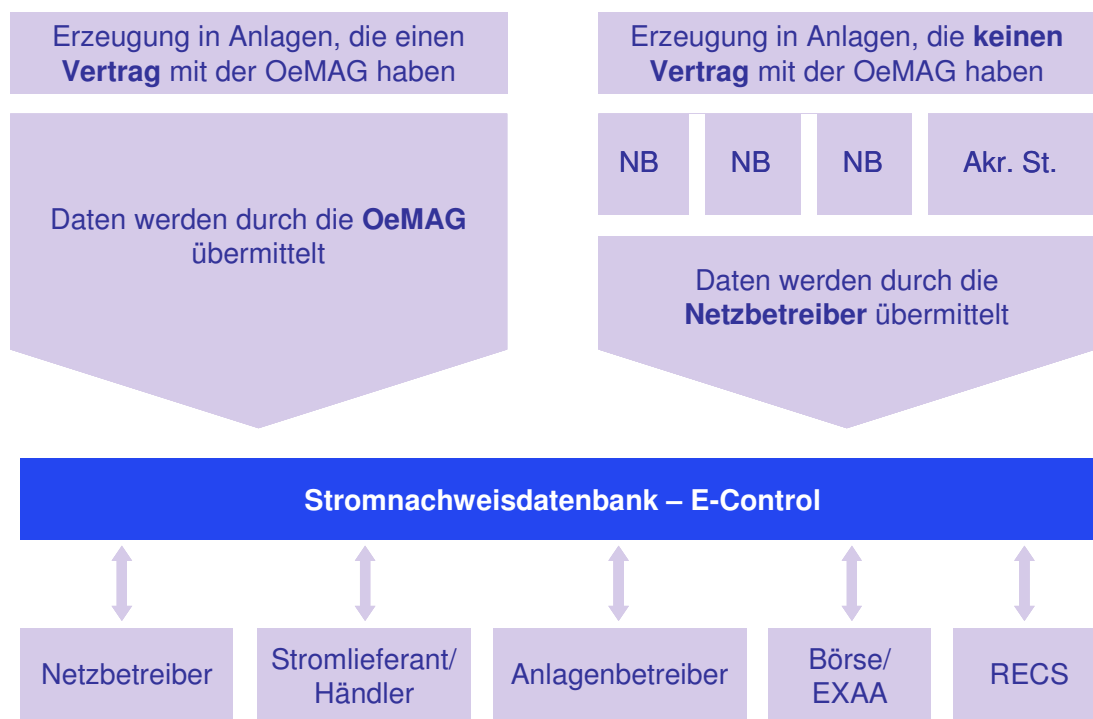 Erzeugung in Anlagen, die einen
Vertrag mit der OeMAG haben
Daten werden durch die OeMAG
übermittelt
Erzeugung in Anlagen, die keinen
Vertrag mit der OeMAG haben
NB NB NB Akr. St.
Daten werden durch die
Netzbetreiber übermittelt
Stromnachweisdatenbank – E-Control
Netzbetreiber
Stromlieferant/
Händler
Anlagenbetreiber
Börse/
EXAA
RECS